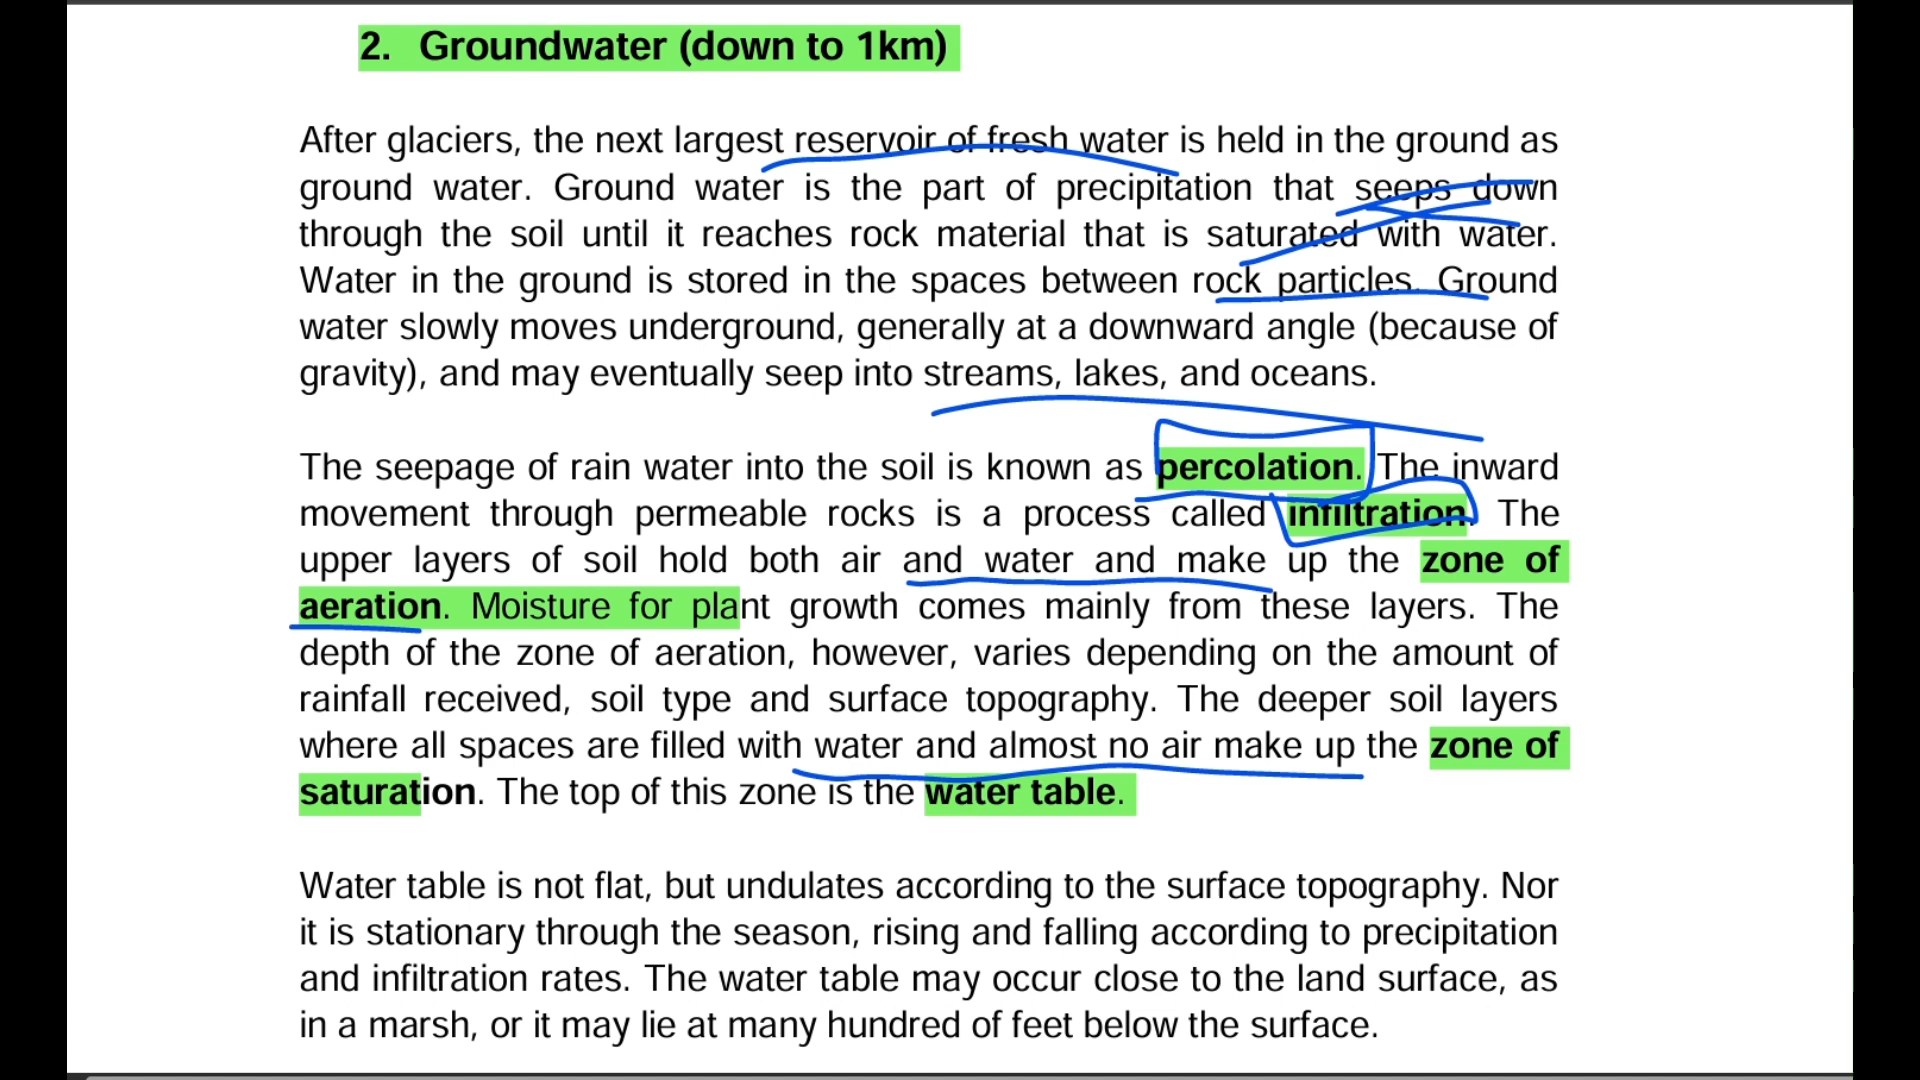 2. Groundwater (down to 1km)
After glaciers, the next largest reservoir of fresh water is held in the ground as
ground water. Ground water is the part of precipitation that seeps down
through the soil until it reaches rock material that is saturated with water.
Water in the ground is stored in the spaces between rock particles. Ground
water slowly moves underground, generally at a downward angle (because of
gravity), and may eventually seep into streams, lakes, and oceans.
The seepage of rain water into the soil is known as percolation. The inward
movement through permeable rocks is a process called infiltration. The
upper layers of soil hold both air and water and make up the zone of
aeration. Moisture for plant growth comes mainly from these layers. The
depth of the zone of aeration, however, varies depending on the amount of
rainfall received, soil type and surface topography. The deeper soil layers
where all spaces are filled with water and almost no air make up the zone of
saturation. The top of this zone is the water table.
Water table is not flat, but undulates according to the surface topography. Nor
it is stationary through the season, rising and falling according to precipitation
and infiltration rates. The water table may occur close to the land surface, as
in a marsh, or it may lie at many hundred of feet below the surface.